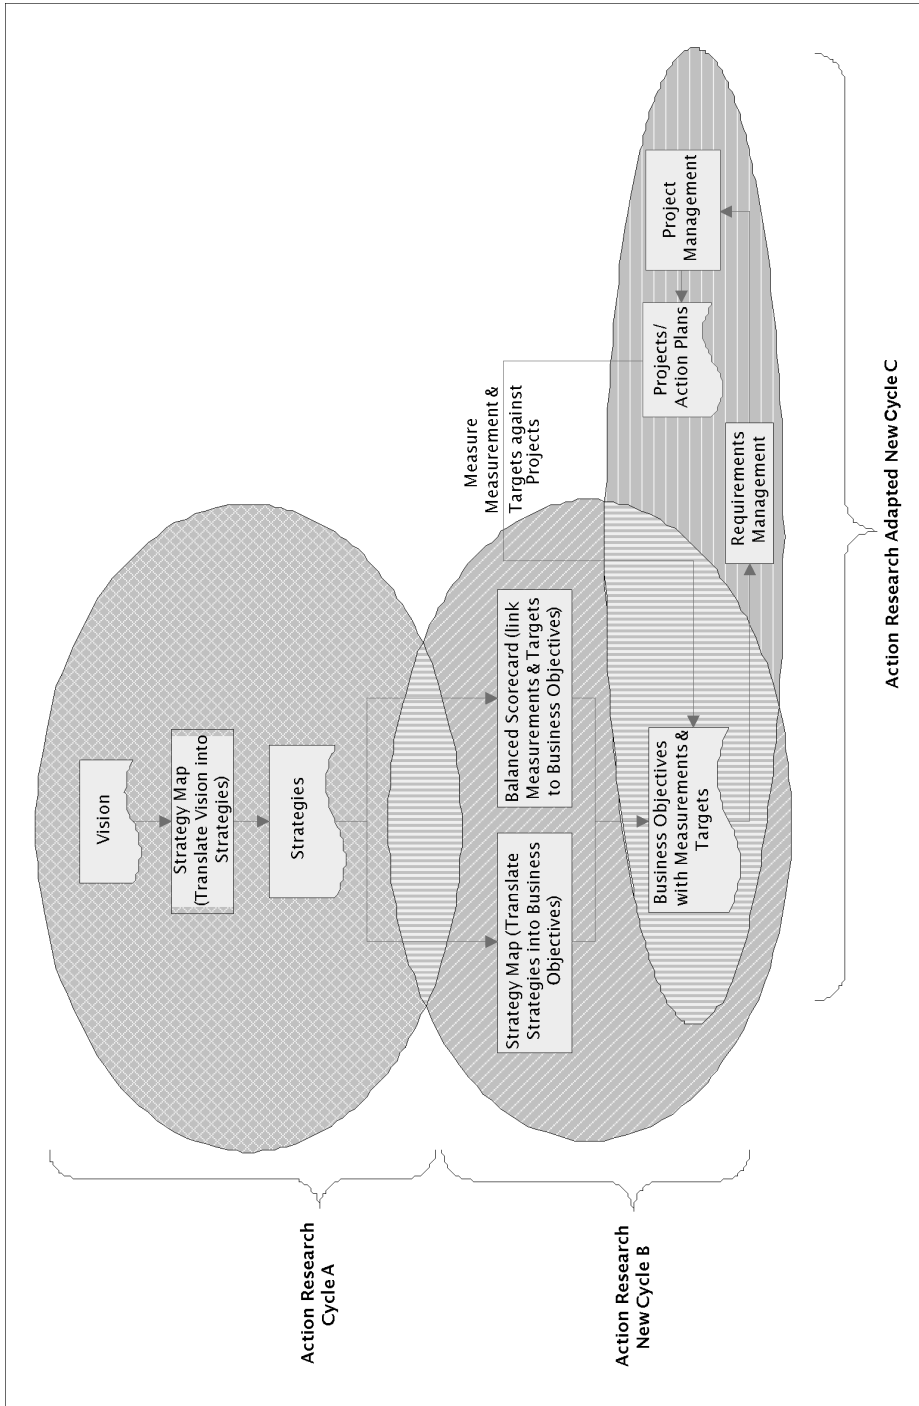 Action Research
Cycle A
Vision
Strategy Map
(Translate Vision into
Strategies)
Strategies
Action Research
New Cycle B
Strategy Map (Translate
Strategies into Business
Objectives)
Balanced Scorecard (link
Measurements & Targets
to Business Objectives)
Measure
Measurement &
Targets against
Projects
Business Objectives
with Measurements &
Targets
Requirements
Management
Projects/
Action Plans
Project
Management
Action Research Adapted New Cycle C